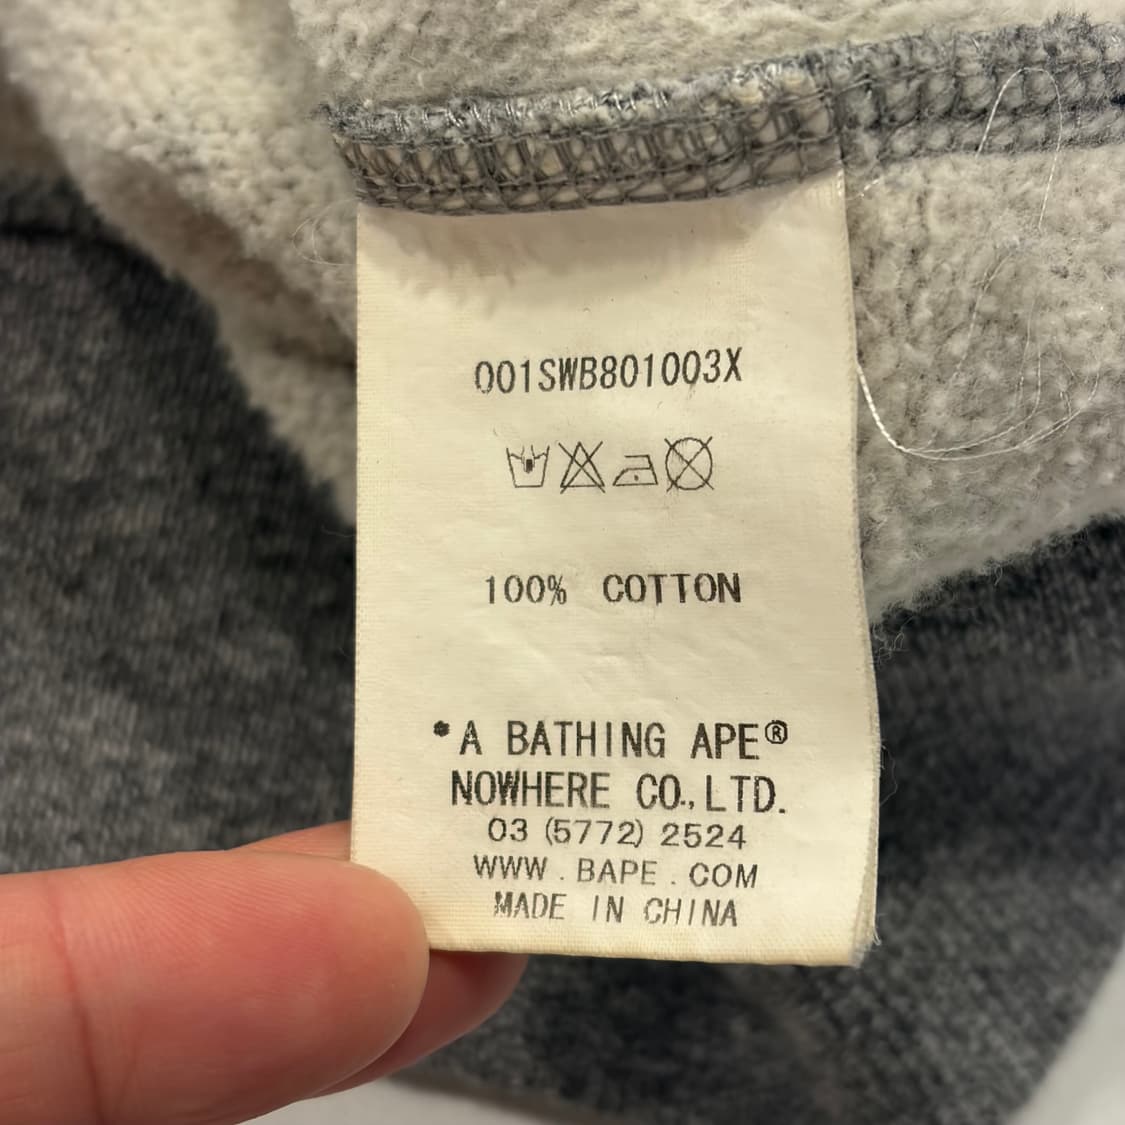 001SWB801003X
100% COTTON
*A BATHING APE®
NOWHERE CO.,LTD.
03 (5772) 2524
WWW . BAPE . COM
MADE IN CHINA